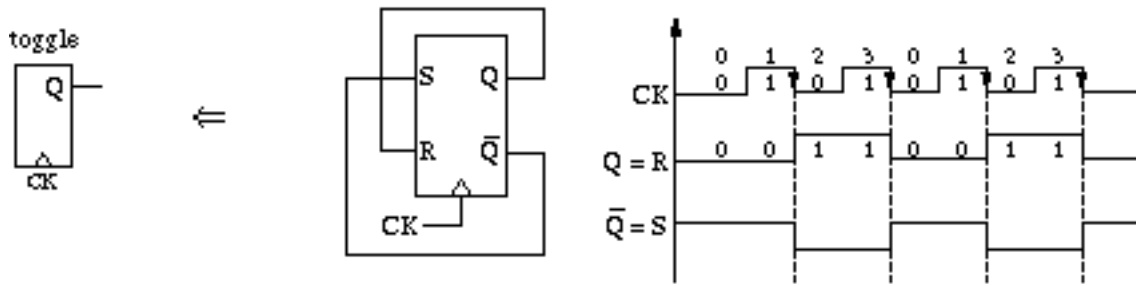 toggle
Q
CK
S Q
R Q̅
CK
0 1 2 3 0 1 2 3
CK 0 1 0 1 0 1 0 1
Q = R 0 0 1 1 0 0 1 1
Q̅ = S